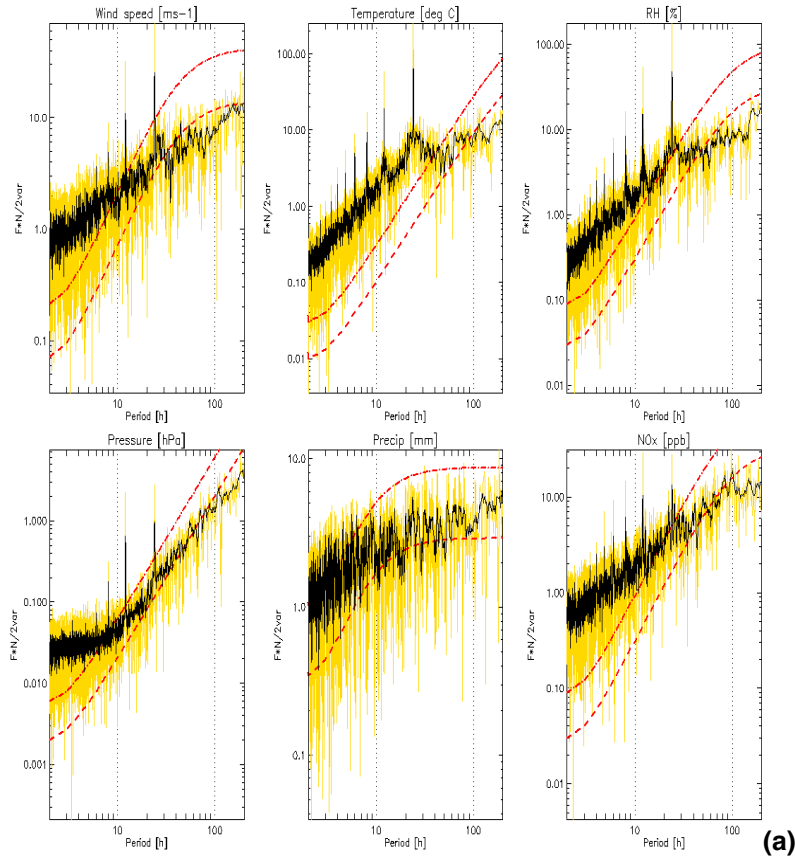 Wind speed [ms-1]
F*N/2var
10.0
1.0
0.1
10
100
Period [h]
Temperature [deg C]
F*N/2var
100.00
10.00
1.00
0.10
0.01
10
100
Period [h]
RH [%]
F*N/2var
100.00
10.00
1.00
0.10
0.01
10
100
Period [h]
Pressure [hPa]
F*N/2var
1.000
0.100
0.010
0.001
10
100
Period [h]
Precip [mm]
F*N/2var
10.0
1.0
0.1
10
100
Period [h]
NOx [ppb]
F*N/2var
10.00
1.00
0.10
0.01
10
100
Period [h]
(a)